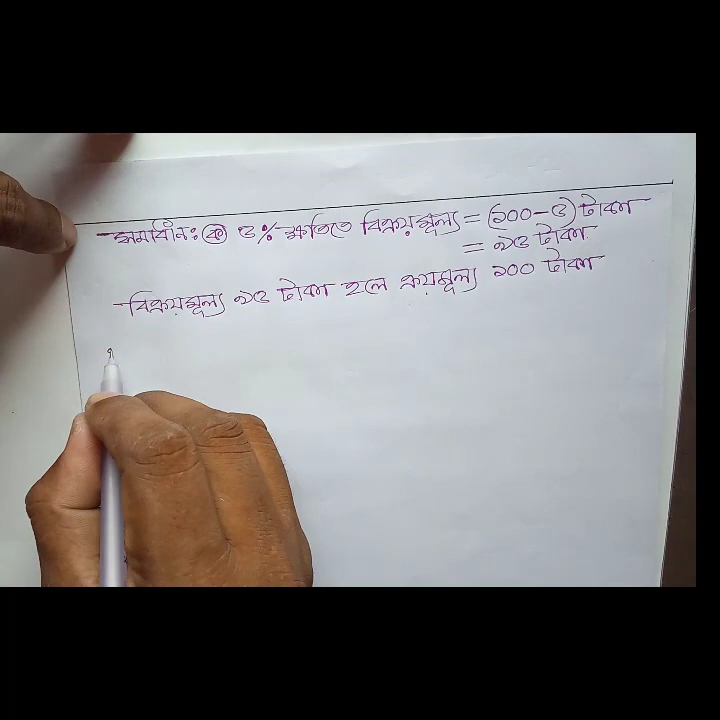 সমাধান: ক ৫% ক্ষতিতে বিক্রয়মূল্য = (১০০-৫) টাকা
= ৯৫ টাকা
বিক্রয়মূল্য ৯৫ টাকা হলে ক্রয়মূল্য ১০০ টাকা